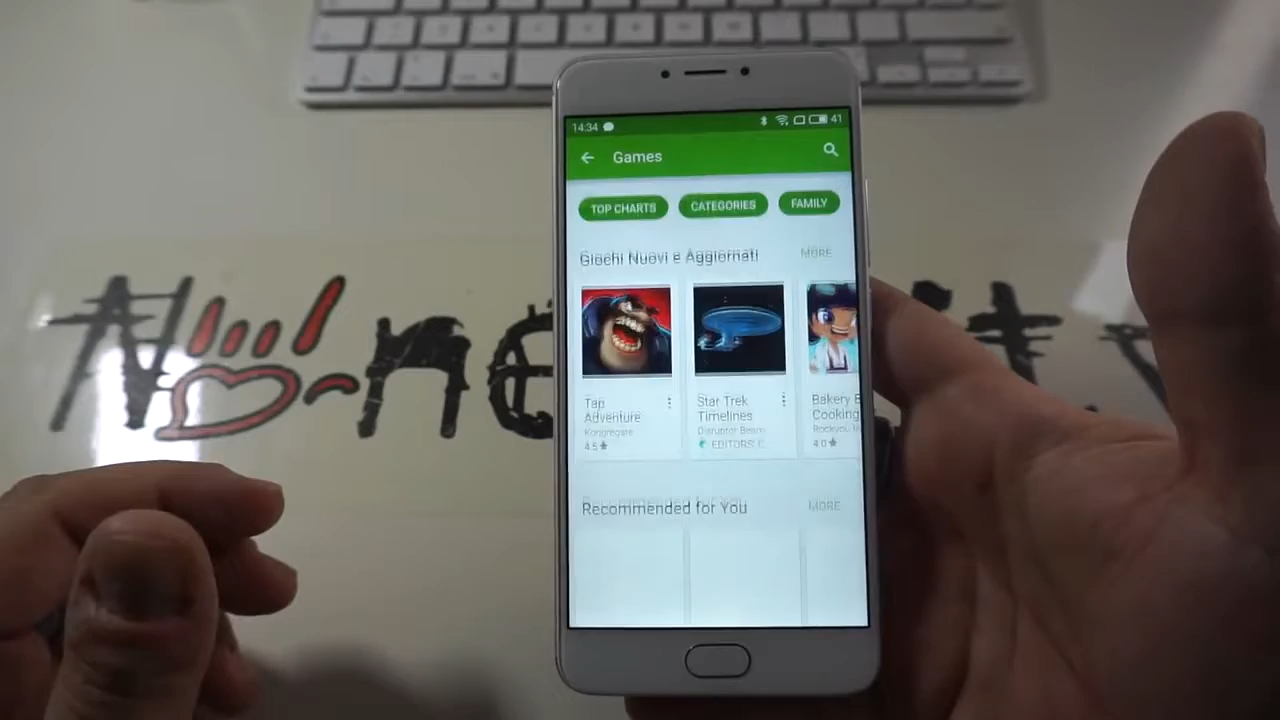 14:34
41
Games
TOP CHARTS
CATEGORIES
FAMILY
Giochi Nuovi e Aggiornati
MORE
Tap
Adventure
Kongregate
4.5★
Star Trek
Timelines
Disruptor Beam
EDITORS' C
Bakery
Cooking
4.0★
Recommended for You
MORE